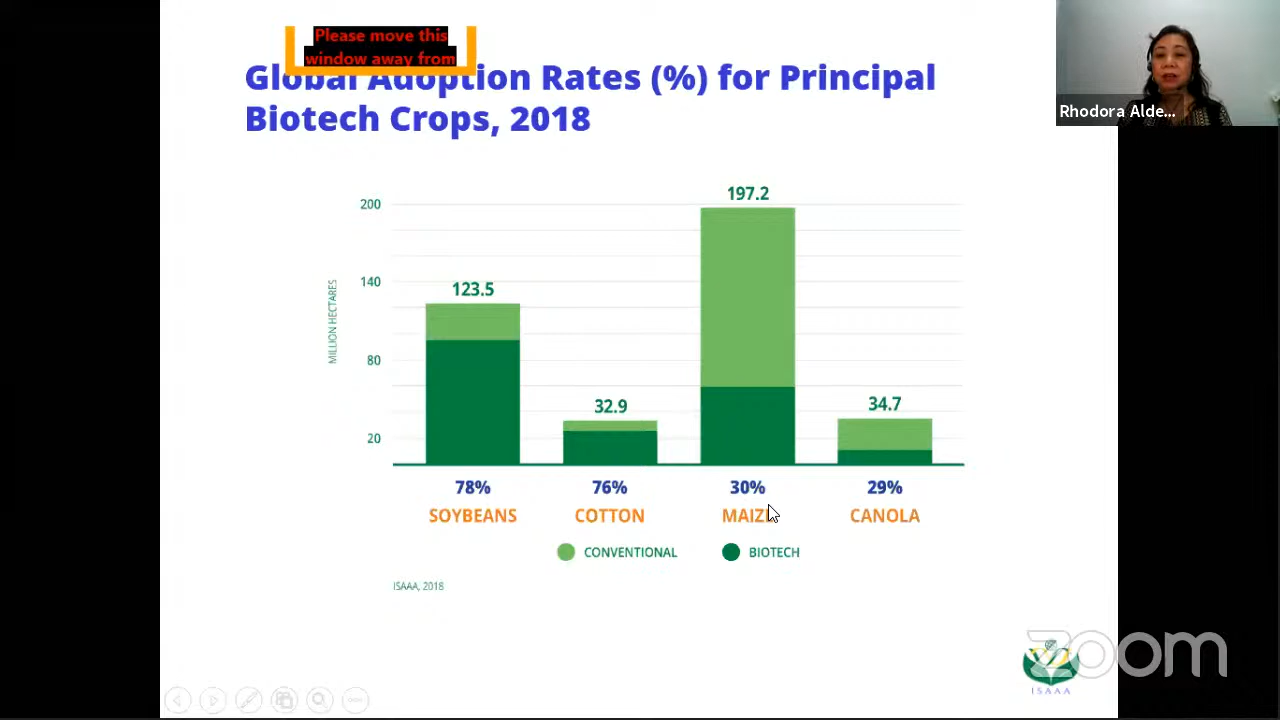 Please move this
window away from
Global Adoption Rates (%) for Principal
Biotech Crops, 2018
Rhodora Alde...
MILLION HECTARES
200
140
80
20
123.5
32.9
197.2
34.7
78%
76%
30%
29%
SOYBEANS
COTTON
MAIZE
CANOLA
CONVENTIONAL
BIOTECH
ISAAA, 2018
zoom
ISAAA